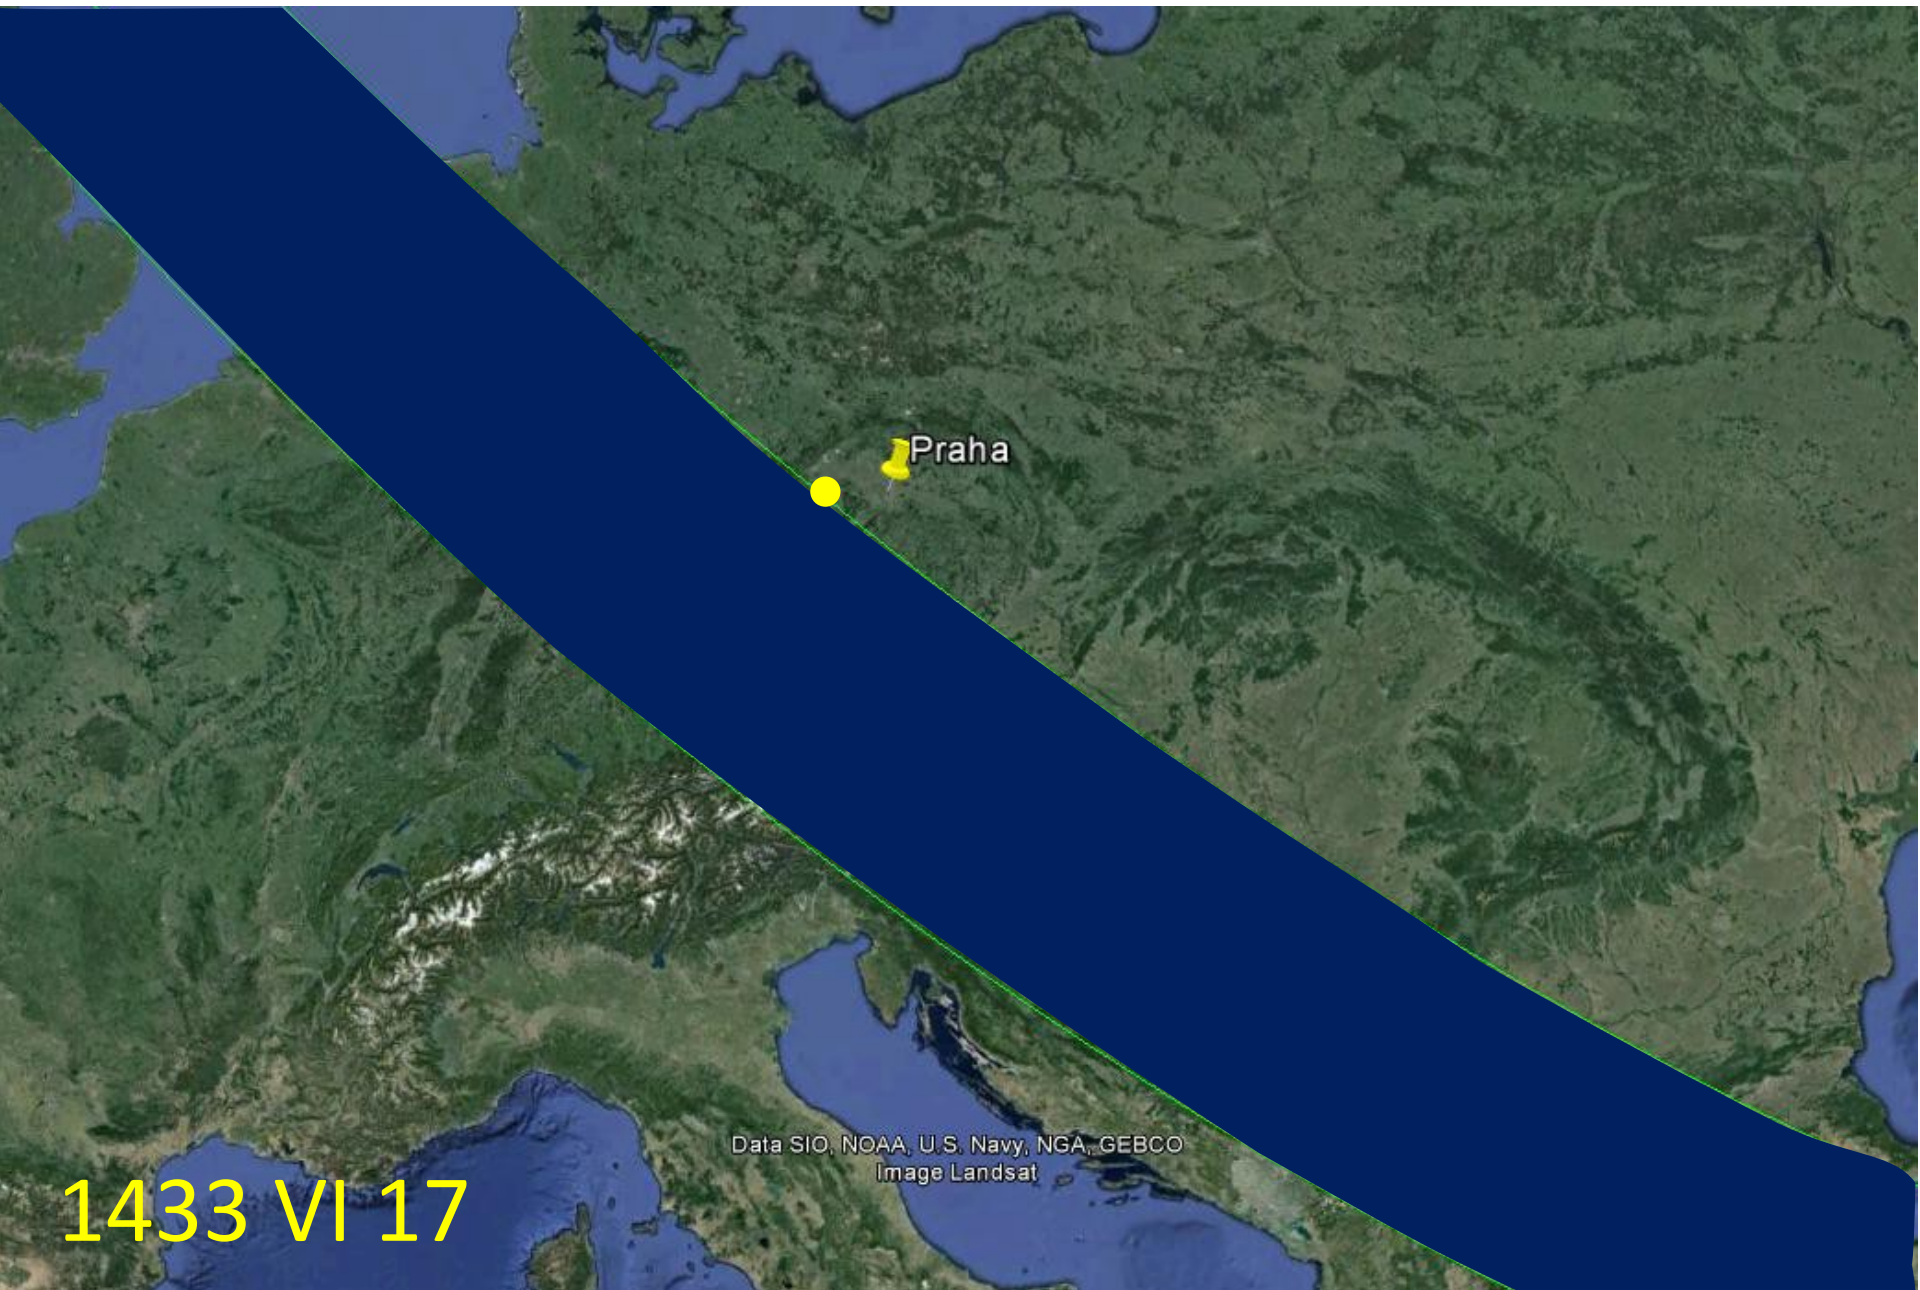 Praha
Data SIO, NOAA, U.S. Navy, NGA, GEBCO
Image Landsat
1433 VI 17